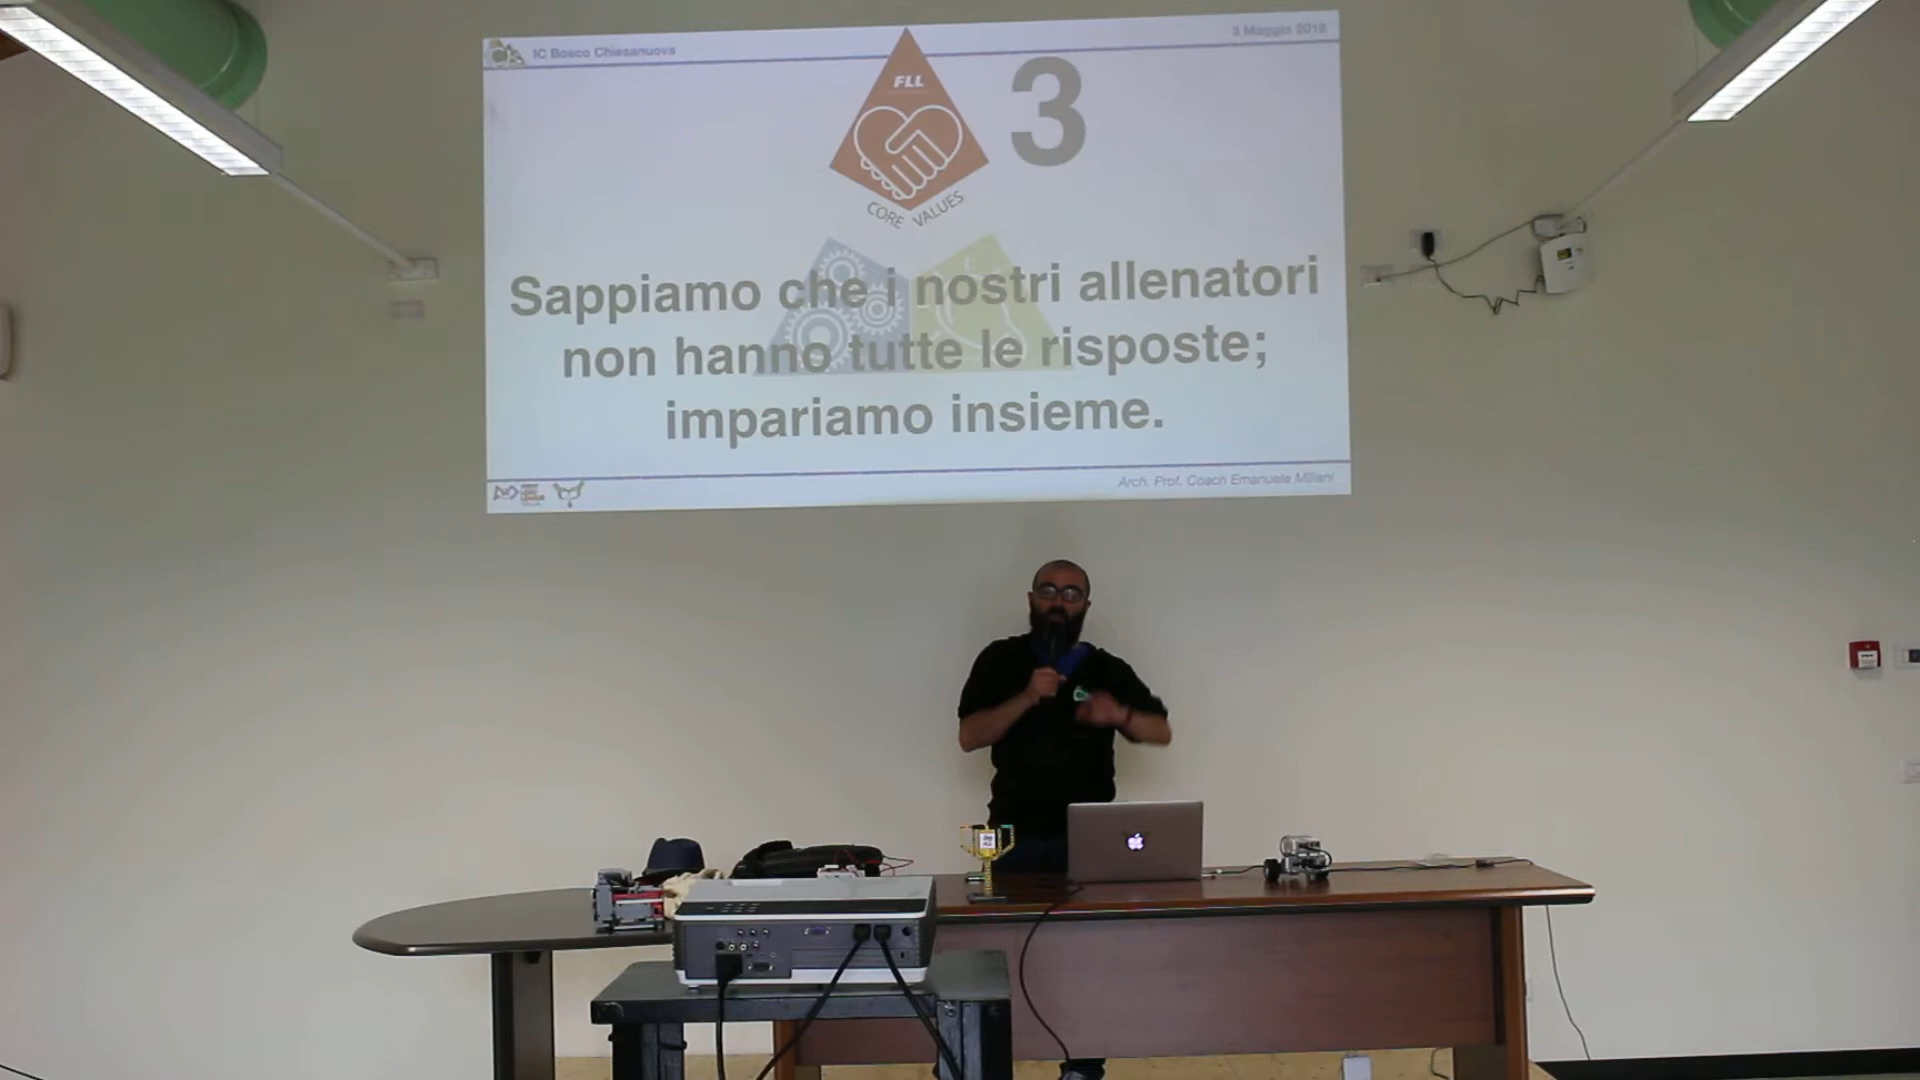 IC Bosco Chiesanuova
3 Maggio 2018
FLL
3
CORE VALUES
Sappiamo che i nostri allenatori
non hanno tutte le risposte;
impariamo insieme.
Arch. Prof. Coach Emanuele Miliani